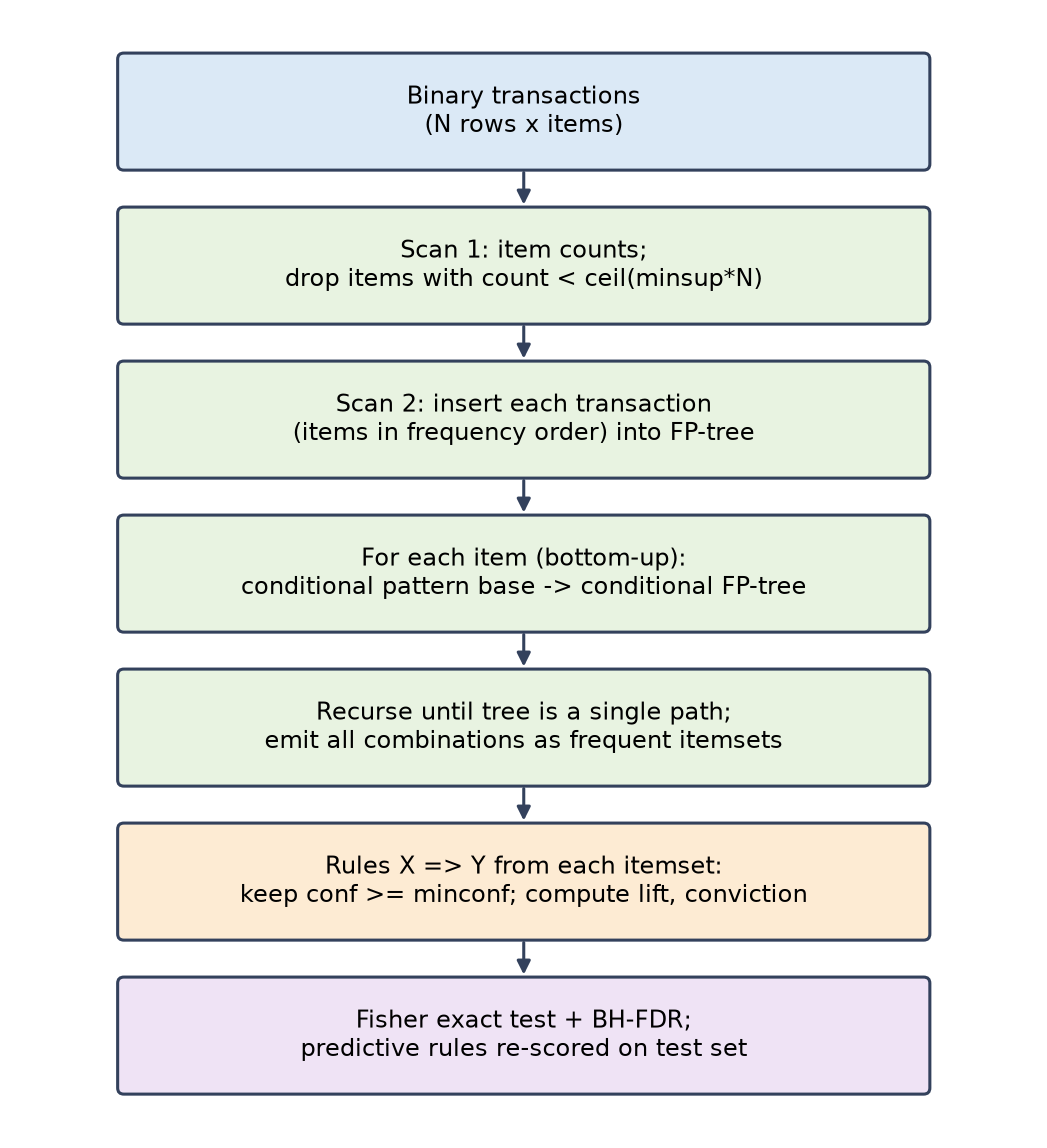 Binary transactions
(N rows x items)
Scan 1: item counts;
drop items with count < ceil(minsup*N)
Scan 2: insert each transaction
(items in frequency order) into FP-tree
For each item (bottom-up):
conditional pattern base -> conditional FP-tree
Recurse until tree is a single path;
emit all combinations as frequent itemsets
Rules X => Y from each itemset:
keep conf >= minconf; compute lift, conviction
Fisher exact test + BH-FDR;
predictive rules re-scored on test set